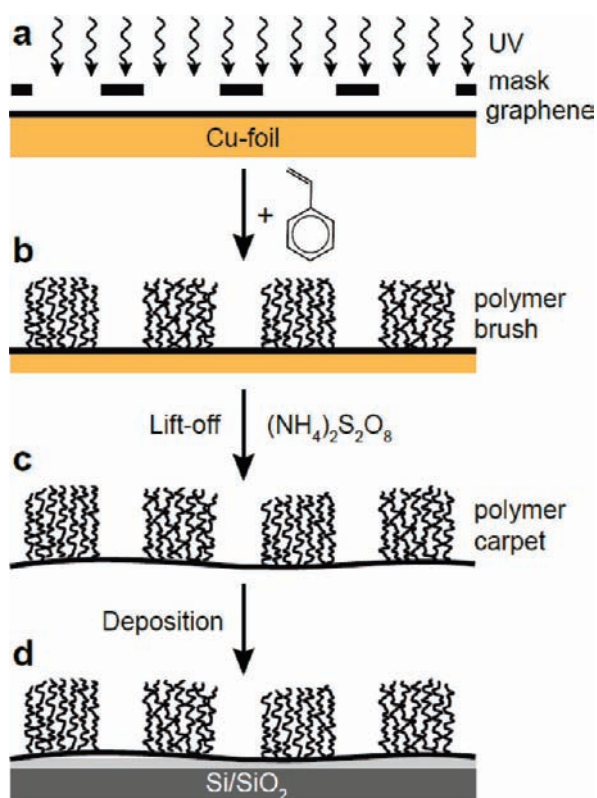 a
UV
mask
graphene
Cu-foil
+
b
polymer
brush
Lift-off (NH₄)₂S₂O₈
c
polymer
carpet
Deposition
d
Si/SiO₂